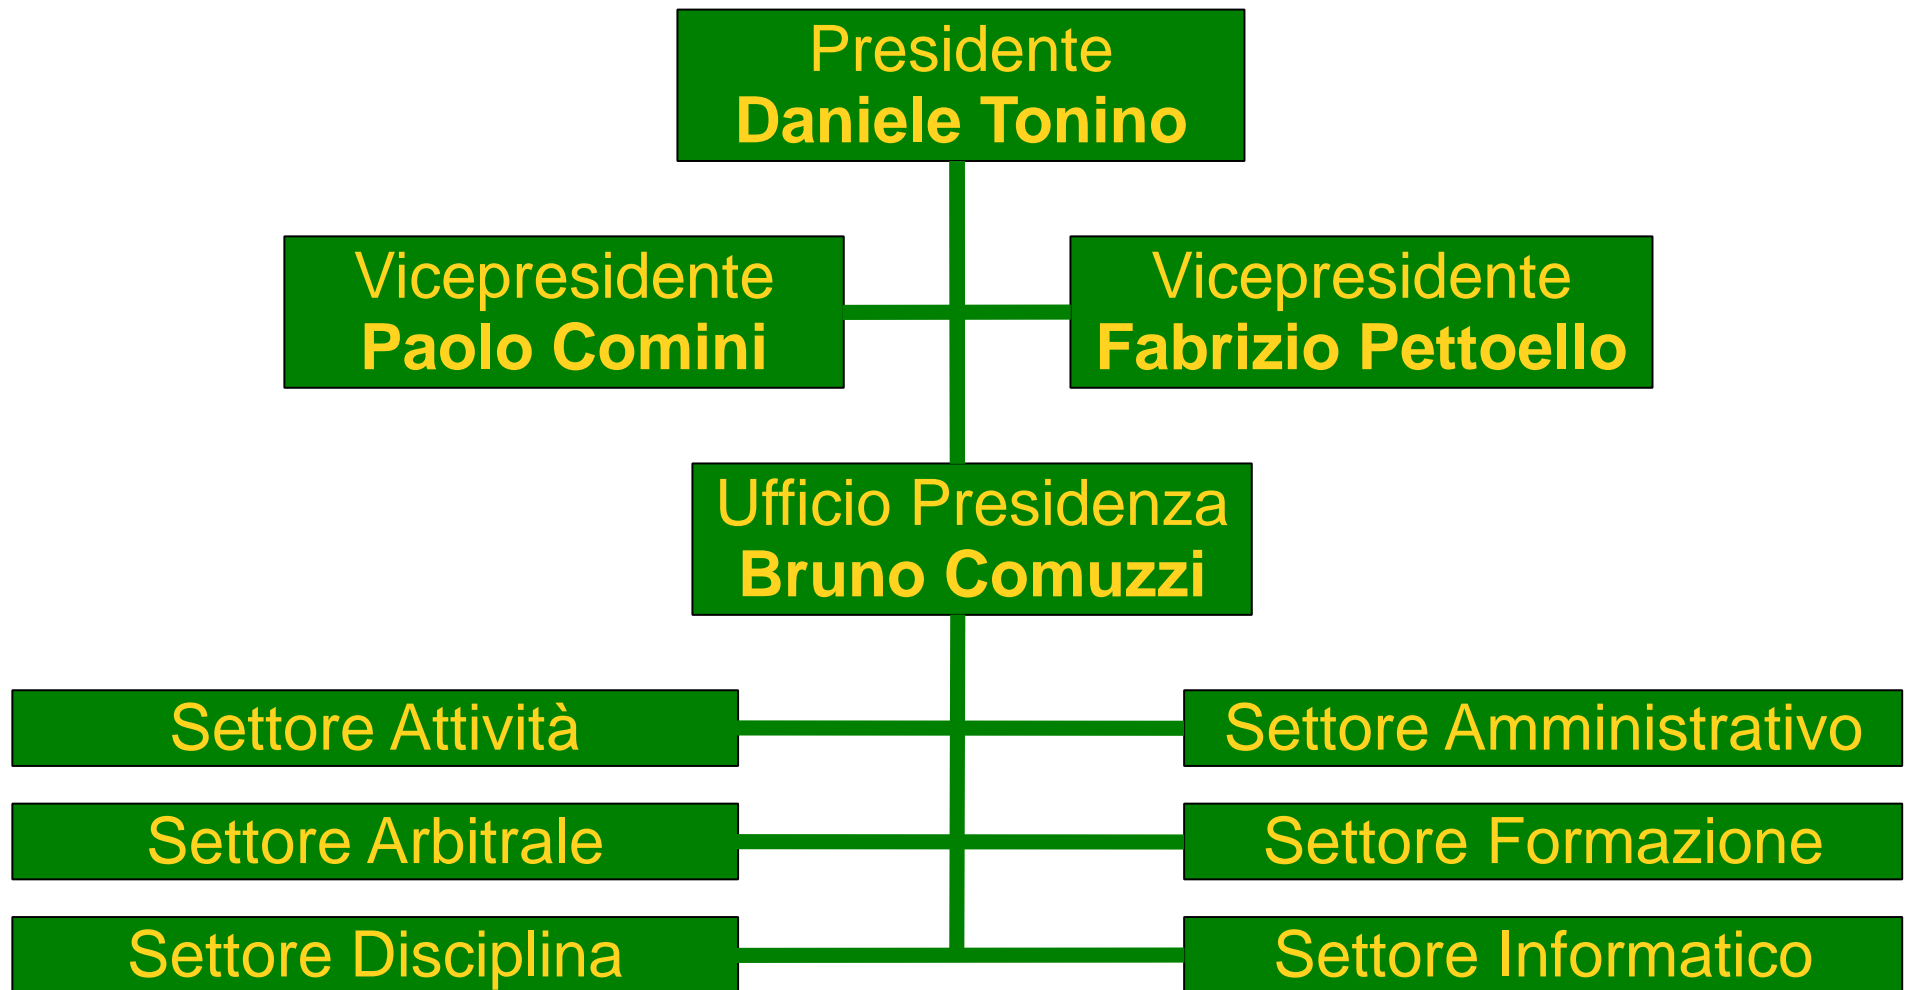 Presidente
Daniele Tonino
Vicepresidente
Paolo Comini
Vicepresidente
Fabrizio Pettoello
Ufficio Presidenza
Bruno Comuzzi
Settore Attività
Settore Amministrativo
Settore Arbitrale
Settore Formazione
Settore Disciplina
Settore Informatico